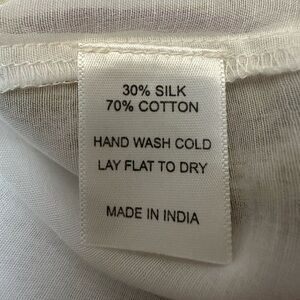 30% SILK
70% COTTON
HAND WASH COLD
LAY FLAT TO DRY
MADE IN INDIA